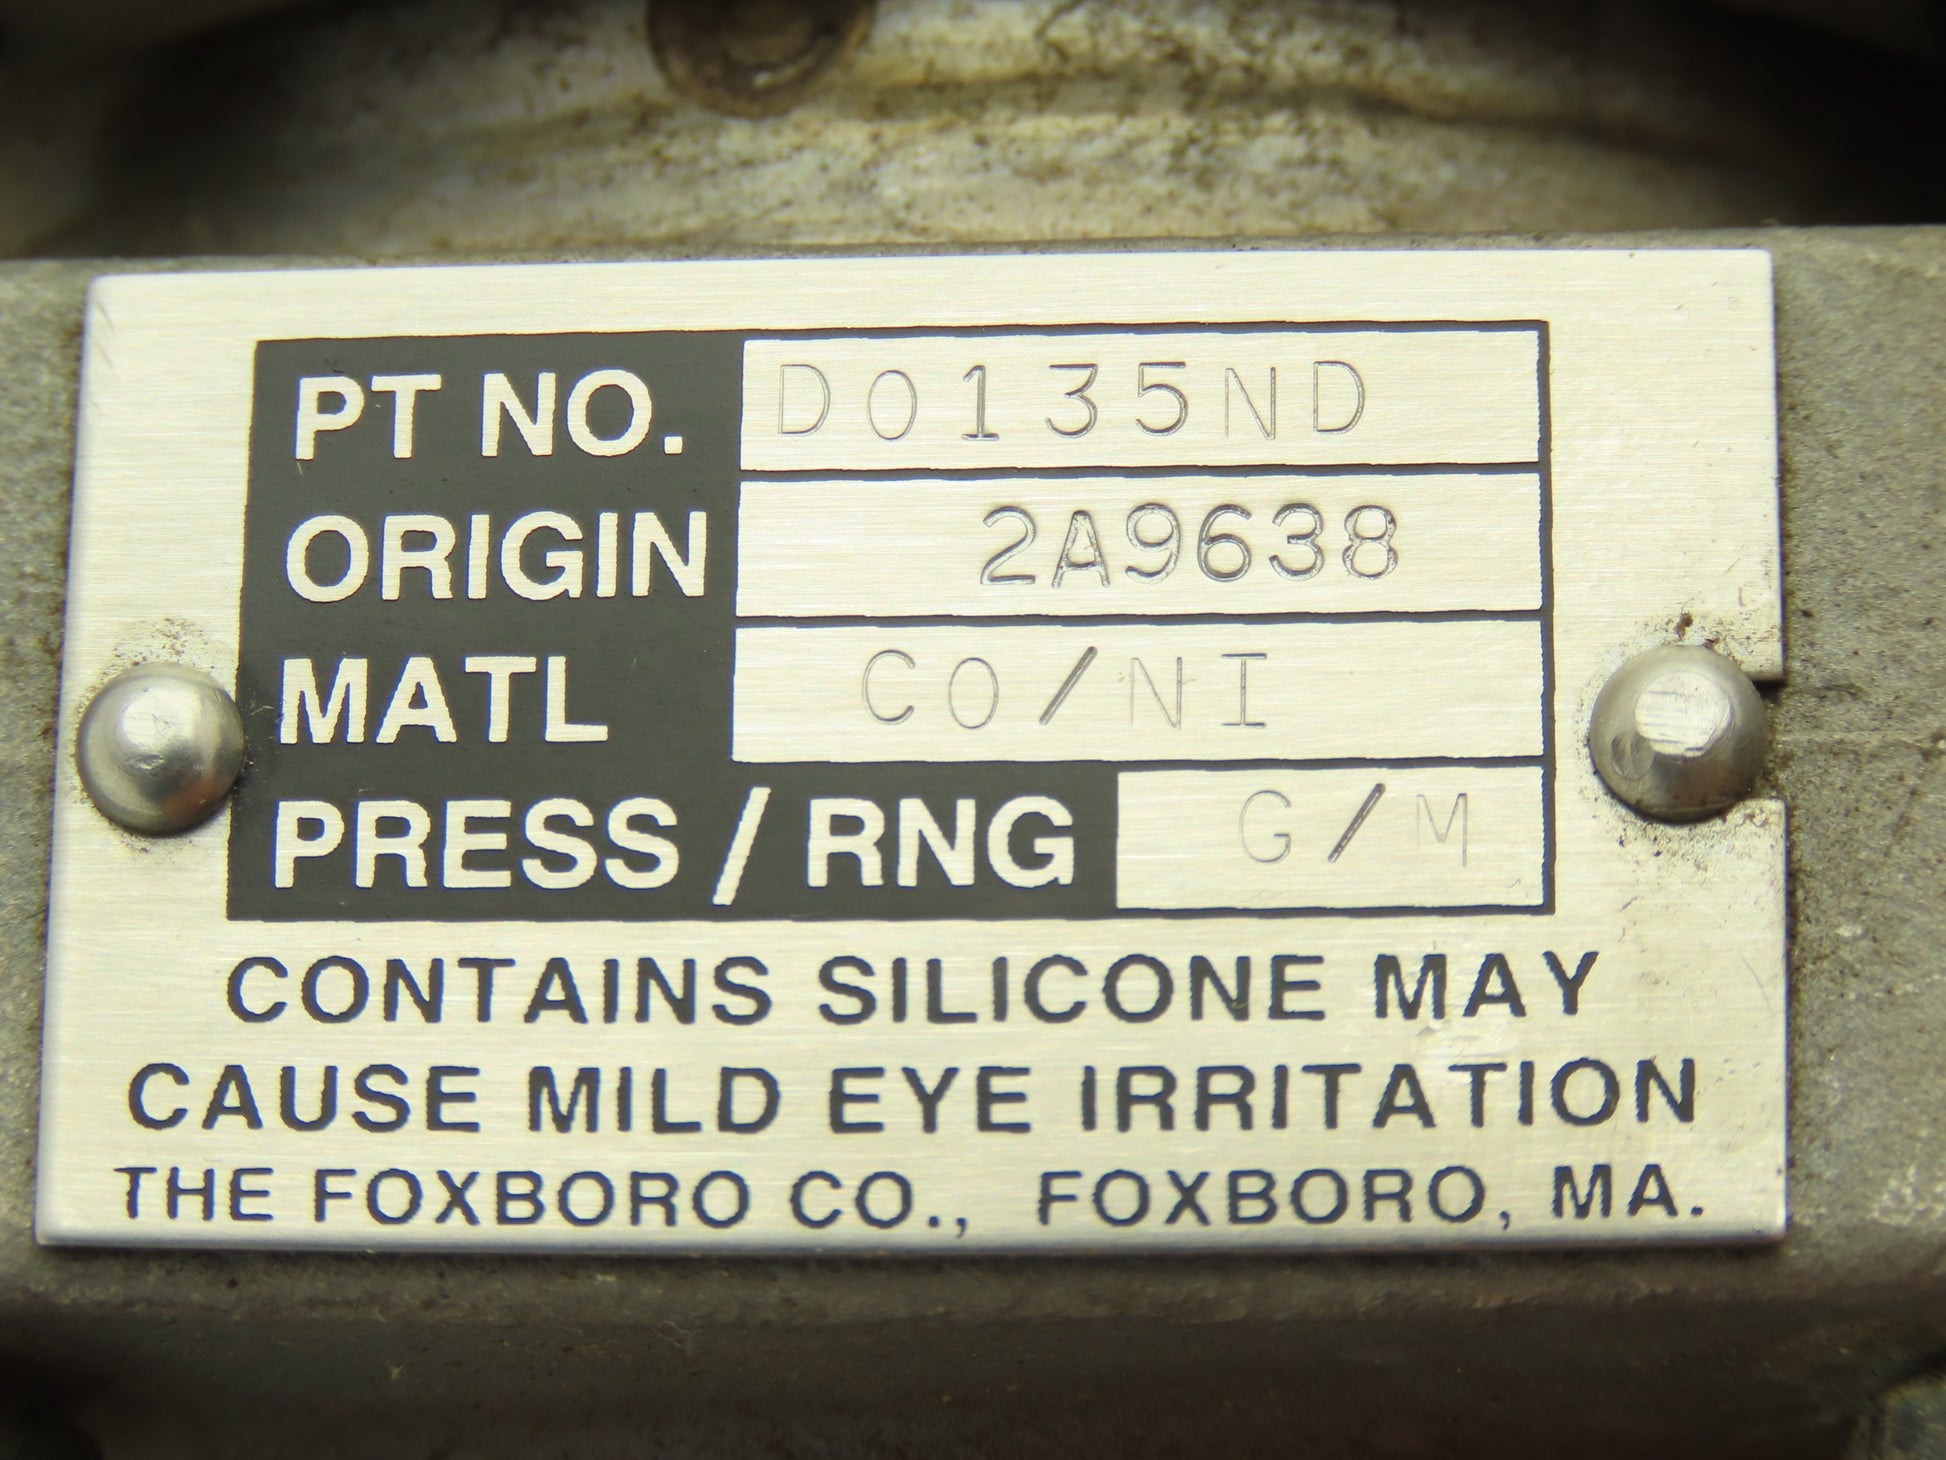 PT NO. D0135ND
ORIGIN 2A9638
MATL CO/NI
PRESS/RNG G/M
CONTAINS SILICONE MAY
CAUSE MILD EYE IRRITATION
THE FOXBORO CO., FOXBORO, MA.